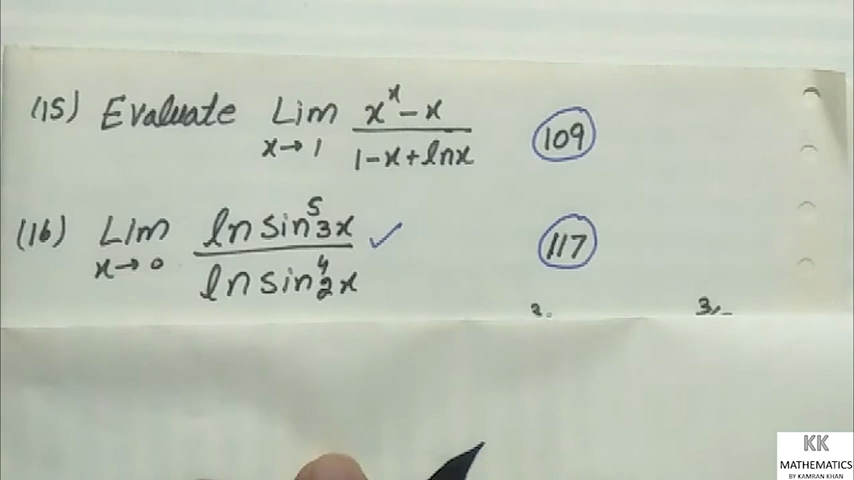 (15) Evaluate Lim x→1 (x^x - x)/(1-x+lnx) 109
(16) Lim x→0 (ln sin^5 3x)/(ln sin^4 2x) ✓ 117
KK
MATHEMATICS
BY KAMRAN KHAN